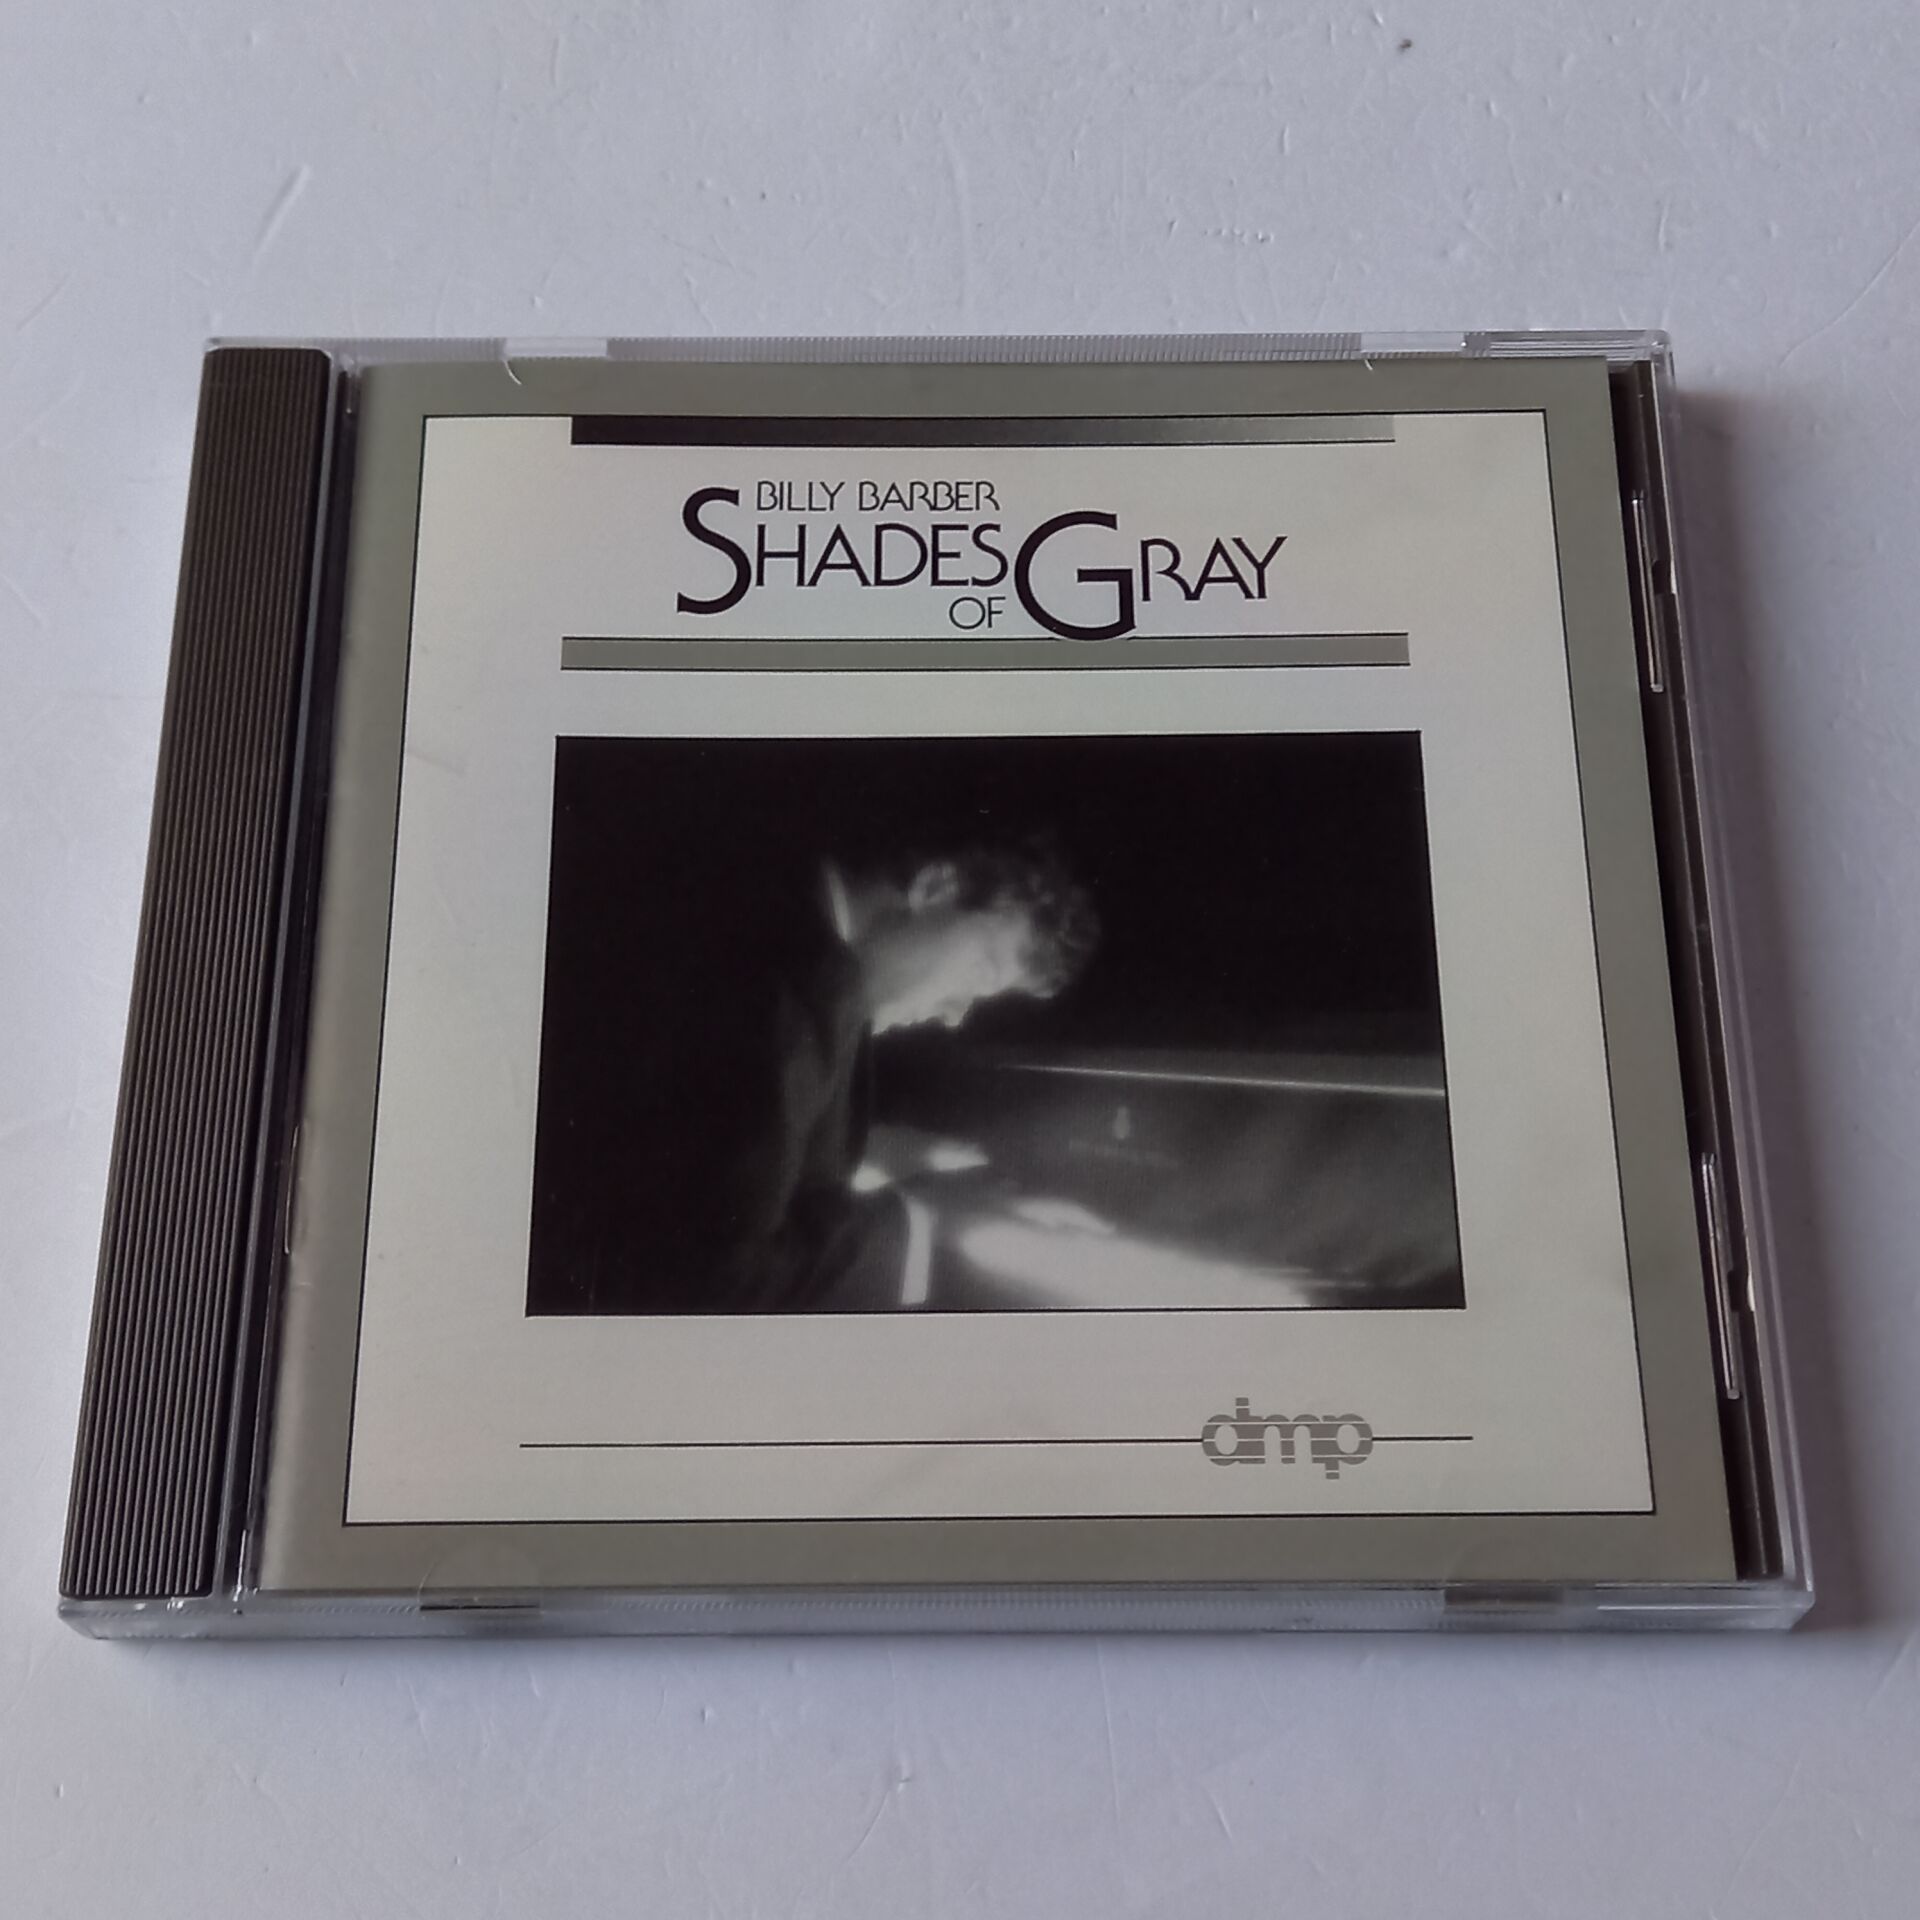 BILLY BARBER
SHADES
OF
GRAY
dmp